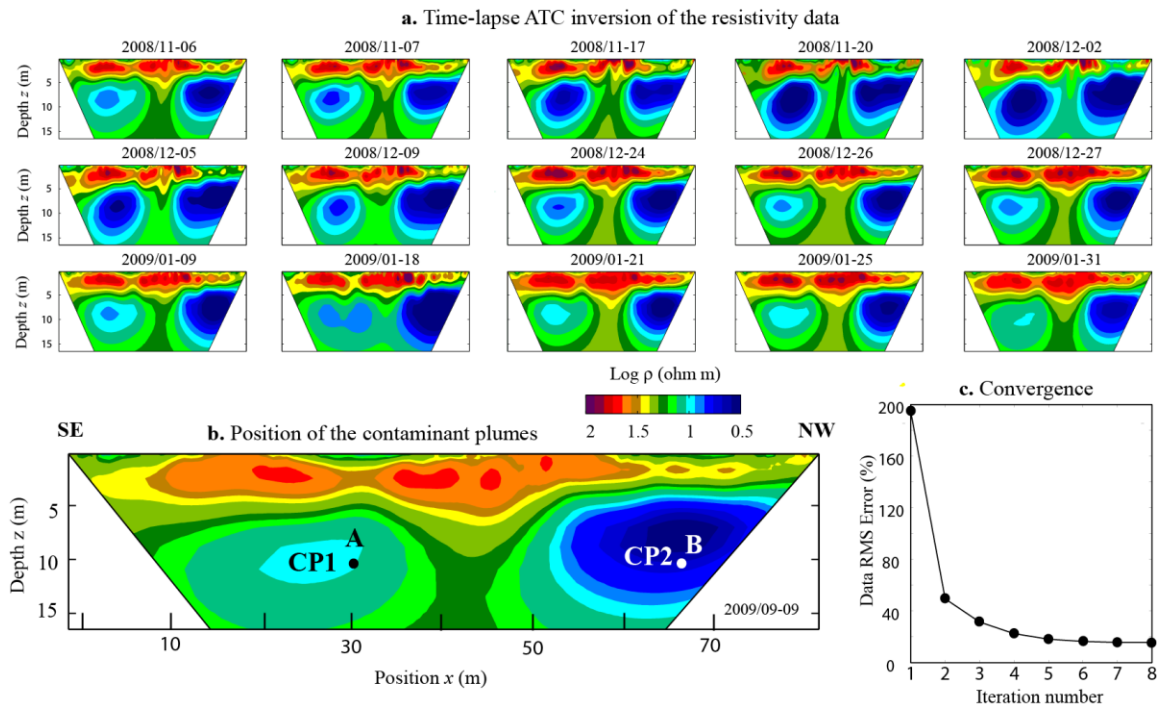 a. Time-lapse ATC inversion of the resistivity data
2008/11-06 2008/11-07 2008/11-17 2008/11-20 2008/12-02
Depth z (m)
5
10
15
2008/12-05 2008/12-09 2008/12-24 2008/12-26 2008/12-27
Depth z (m)
5
10
15
2009/01-09 2009/01-18 2009/01-21 2009/01-25 2009/01-31
Depth z (m)
5
10
15
Log ρ (ohm m)
2 1.5 1 0.5
SE
b. Position of the contaminant plumes
NW
Depth z (m)
5
10
15
A
CP1
B
CP2
2009/09-09
10 30 50 70
Position x (m)
c. Convergence
Data RMS Error (%)
200
160
120
80
40
0
1 2 3 4 5 6 7 8
Iteration number